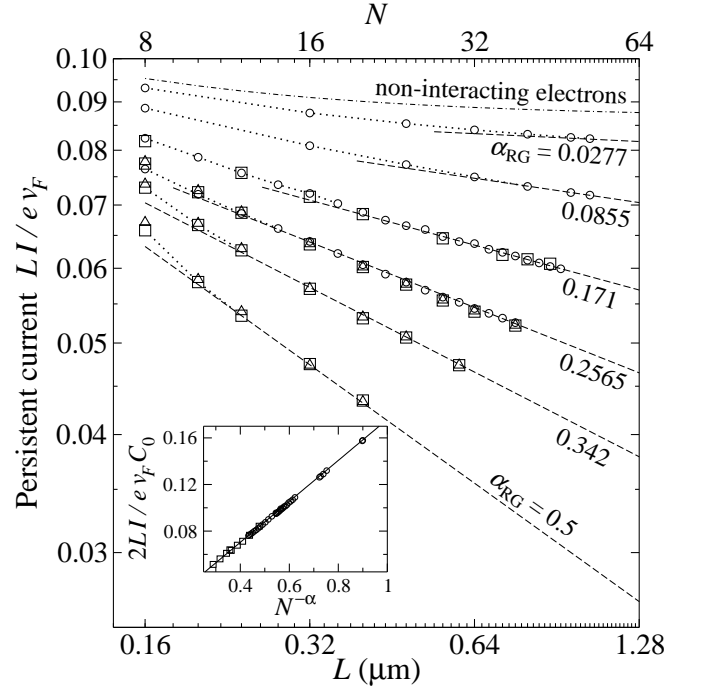 N
8 16 32 64
0.10
0.09
0.08
0.07
0.06
0.05
0.04
0.03
Persistent current L I / e v_F
non-interacting electrons
α_RG = 0.0277
0.0855
0.171
0.2565
0.342
α_RG = 0.5
0.16
0.12
0.08
2LI / e v_F C_0
0.4 0.6 0.8 1
N^{-α}
0.16 0.32 0.64 1.28
L (μm)